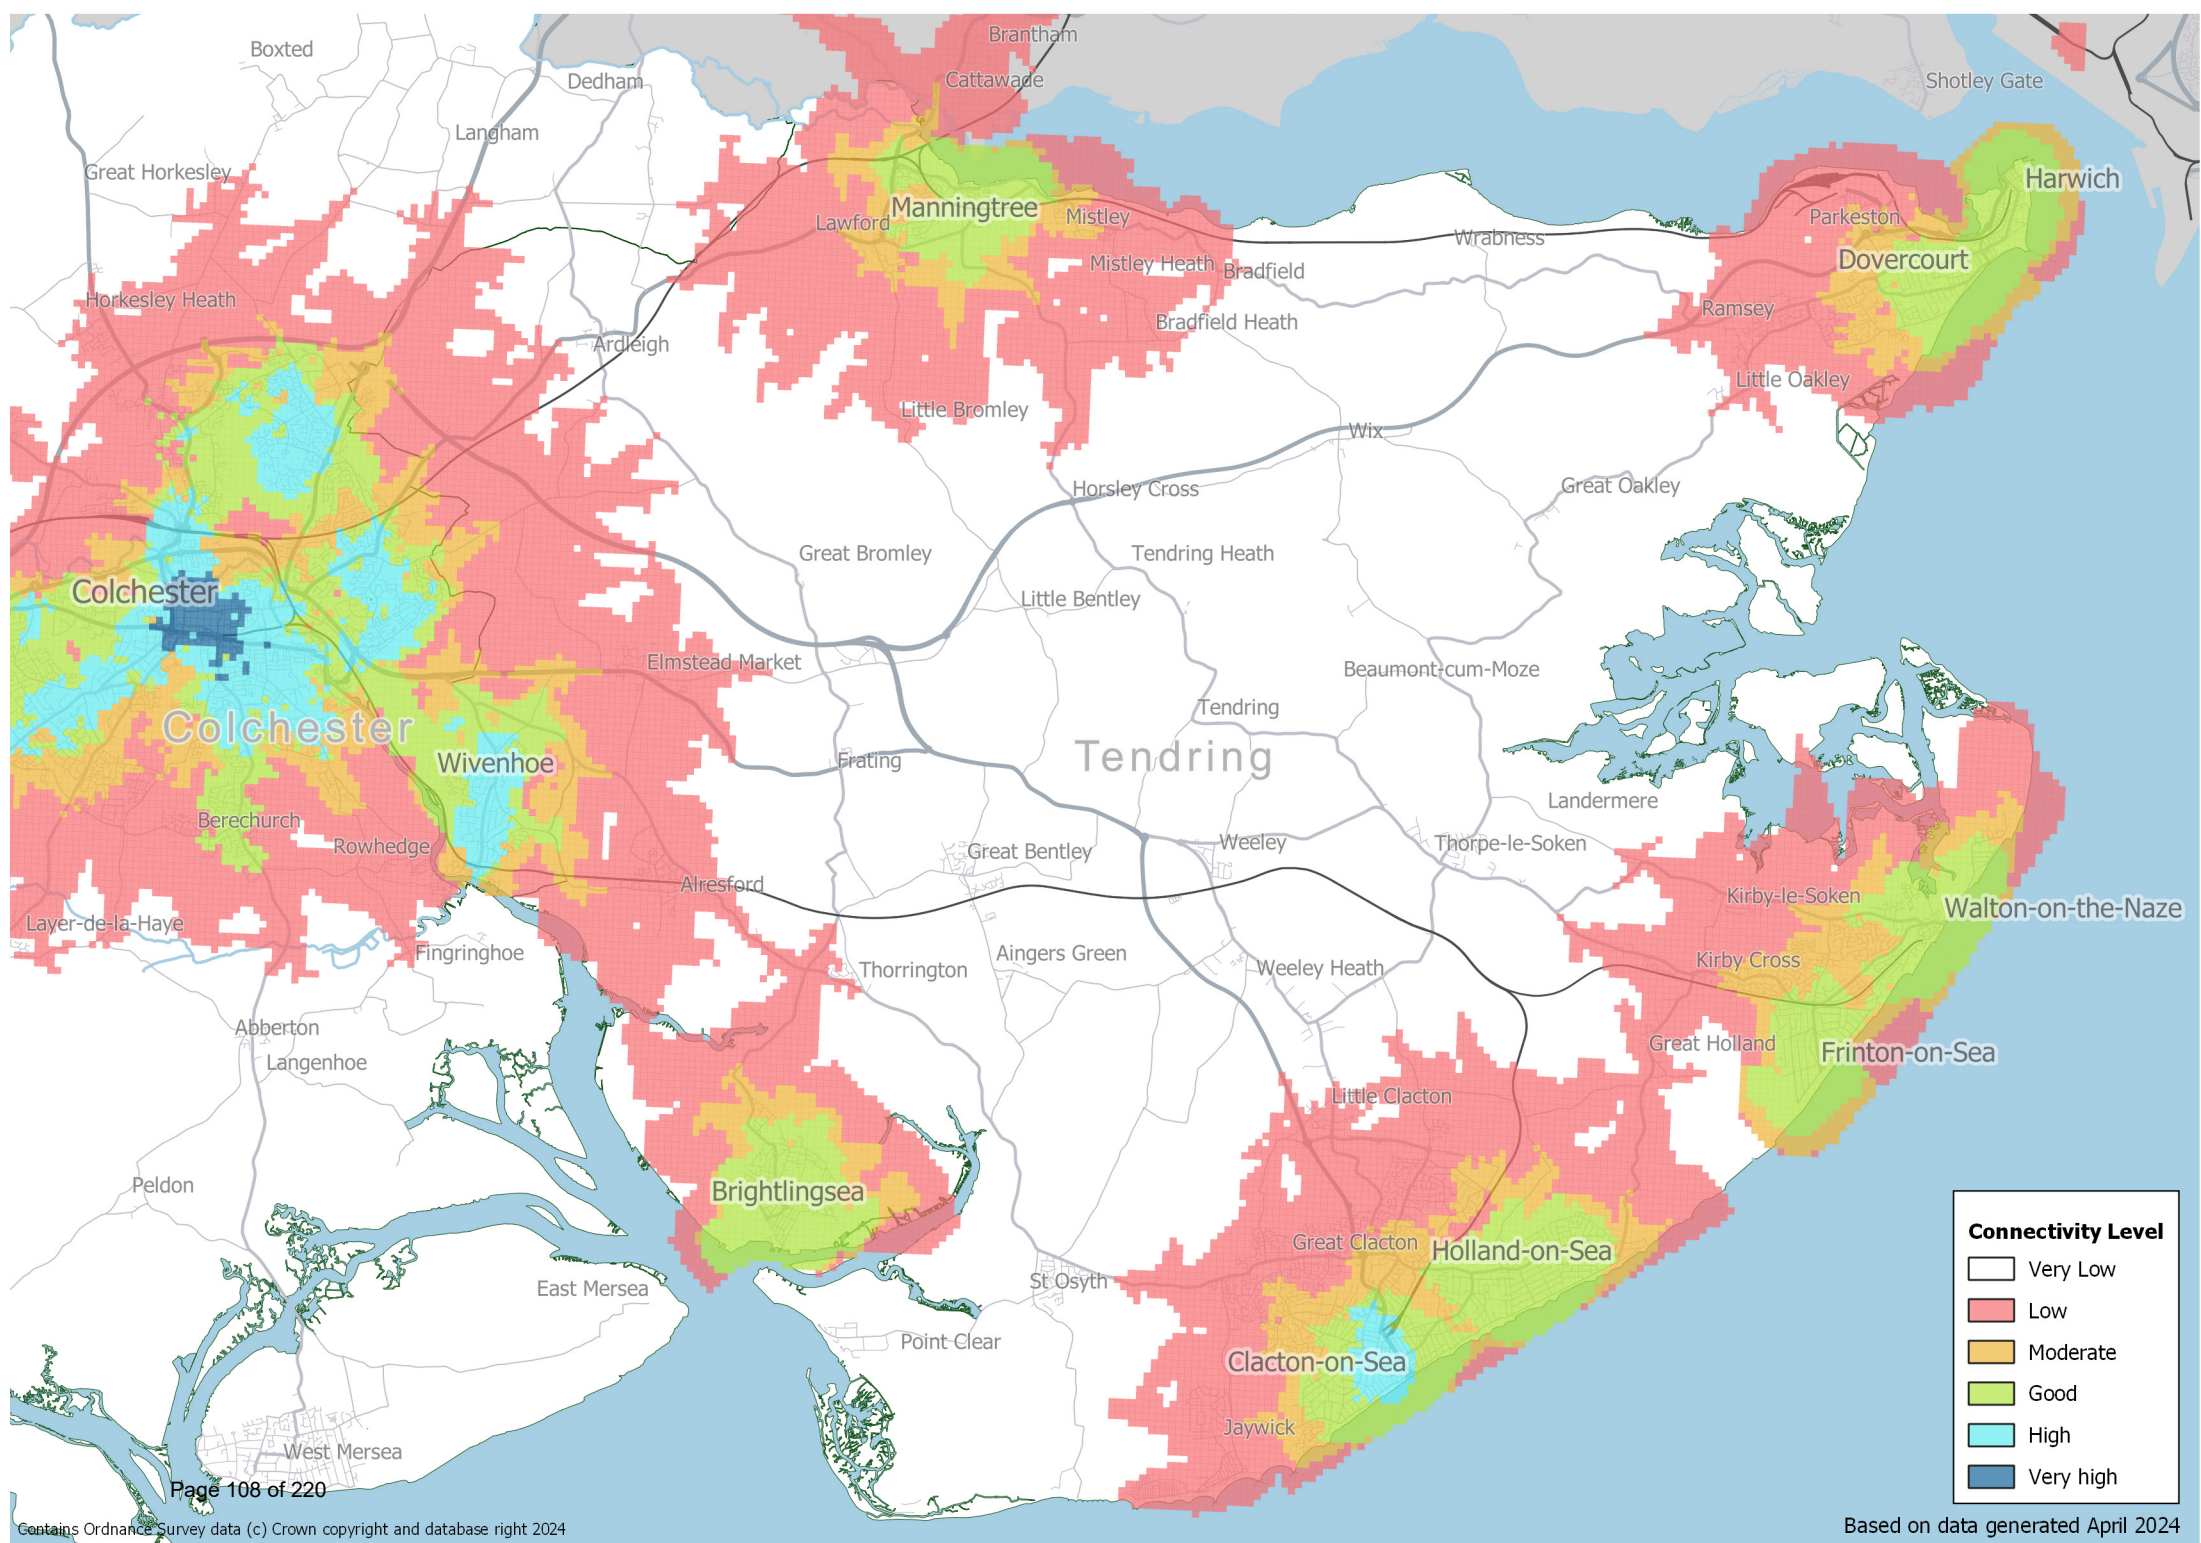 Brantham
Boxted
Cattawade
Dedham
Shotley Gate
Langham
Great Horkesley
Harwich
Manningtree
Mistley
Lawford
Parkeston
Wrabness
Dovercourt
Mistley Heath
Bradfield
Horkesley Heath
Ramsey
Bradfield Heath
Ardleigh
Little Oakley
Little Bromley
Wix
Horsley Cross
Great Oakley
Great Bromley
Tendring Heath
Colchester
Little Bentley
Elmstead Market
Beaumont-cum-Moze
Tendring
Colchester
Tendring
Wivenhoe
Frating
Landermere
Berechurch
Rowhedge
Great Bentley
Weeley
Thorpe-le-Soken
Alresford
Kirby-le-Soken
Walton-on-the-Naze
Layer-de-la-Haye
Fingringhoe
Aingers Green
Kirby Cross
Thorrington
Weeley Heath
Abberton
Great Holland
Frinton-on-Sea
Langenhoe
Little Clacton
Peldon
Brightlingsea
Great Clacton
Holland-on-Sea
East Mersea
St Osyth
Point Clear
Clacton-on-Sea
Jaywick
West Mersea
Connectivity Level
Very Low
Low
Moderate
Good
High
Very high
Page 108 of 220
Contains Ordnance Survey data (c) Crown copyright and database right 2024
Based on data generated April 2024